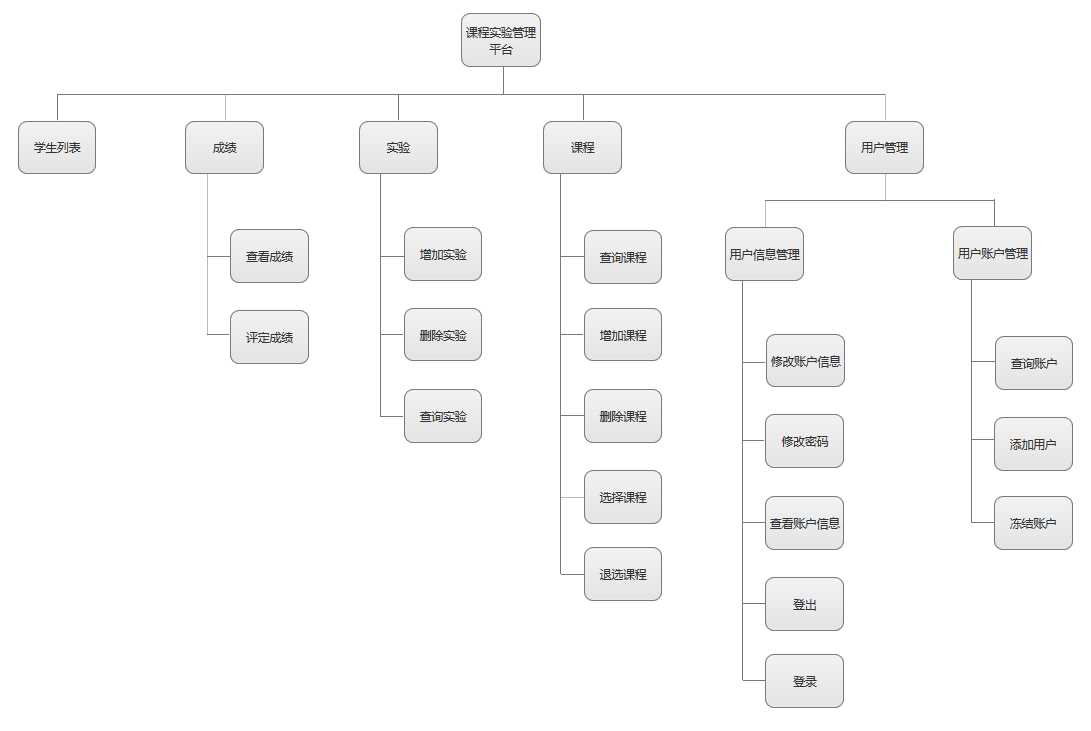 课程实验管理
平台
学生列表
成绩
实验
课程
用户管理
查看成绩
评定成绩
增加实验
删除实验
查询实验
查询课程
增加课程
删除课程
选择课程
退选课程
用户信息管理
用户账户管理
修改账户信息
修改密码
查看账户信息
登出
登录
查询账户
添加用户
冻结账户